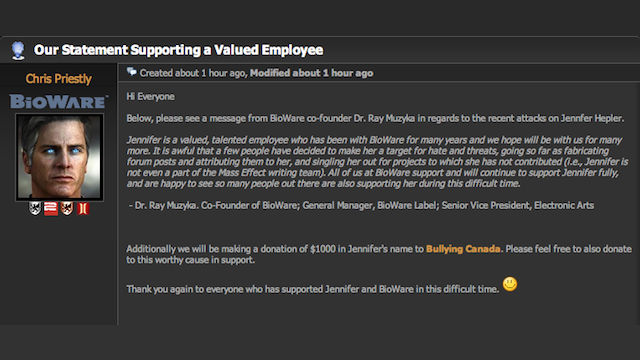 Our Statement Supporting a Valued Employee
Chris Priestly
BIOWARE™
Created about 1 hour ago, Modified about 1 hour ago
Hi Everyone
Below, please see a message from BioWare co-founder Dr. Ray Muzyka in regards to the recent attacks on Jennfer Hepler.
Jennifer is a valued, talented employee who has been with BioWare for many years and we hope will be with us for many
more. It is awful that a few people have decided to make her a target for hate and threats, going so far as fabricating
forum posts and attributing them to her, and singling her out for projects to which she has not contributed (i.e., Jennifer is
not even a part of the Mass Effect writing team). All of us at BioWare support and will continue to support Jennifer fully,
and are happy to see so many people out there are also supporting her during this difficult time.
- Dr. Ray Muzyka. Co-Founder of BioWare; General Manager, BioWare Label; Senior Vice President, Electronic Arts
Additionally we will be making a donation of $1000 in Jennifer's name to Bullying Canada. Please feel free to also donate
to this worthy cause in support.
Thank you again to everyone who has supported Jennifer and BioWare in this difficult time.